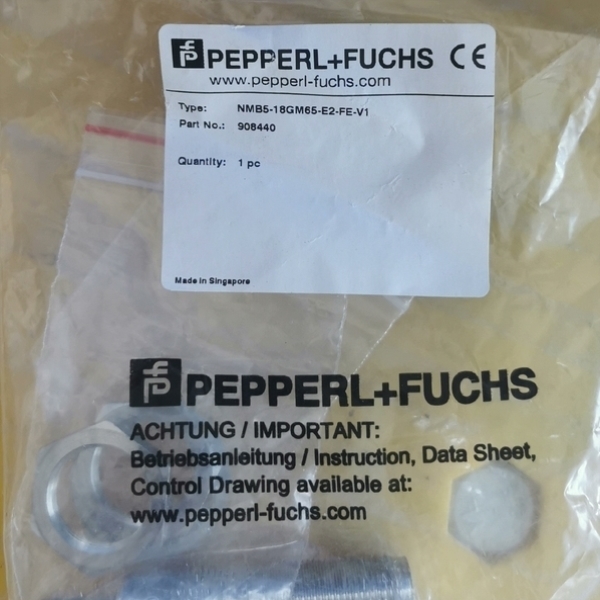 PEPPERL+FUCHS CE
www.pepperl-fuchs.com
Type: NMB5-18GM65-E2-FE-V1
Part No.: 908440
Quantity: 1 pc
Made in Singapore
PEPPERL+FUCHS
ACHTUNG / IMPORTANT:
Betriebsanleitung / Instruction, Data Sheet,
Control Drawing available at:
www.pepperl-fuchs.com